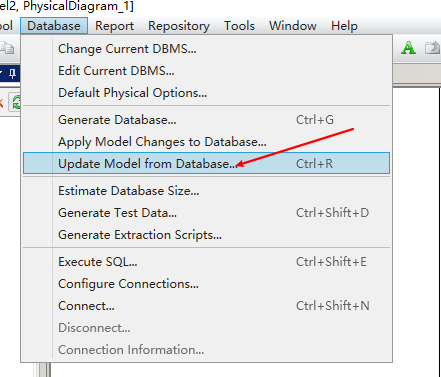 el2, PhysicalDiagram_1]
ol Database Report Repository Tools Window Help
Change Current DBMS...
Edit Current DBMS...
Default Physical Options...
Generate Database... Ctrl+G
Apply Model Changes to Database...
Update Model from Database... Ctrl+R
Estimate Database Size...
Generate Test Data... Ctrl+Shift+D
Generate Extraction Scripts...
Execute SQL... Ctrl+Shift+E
Configure Connections...
Connect... Ctrl+Shift+N
Disconnect...
Connection Information...